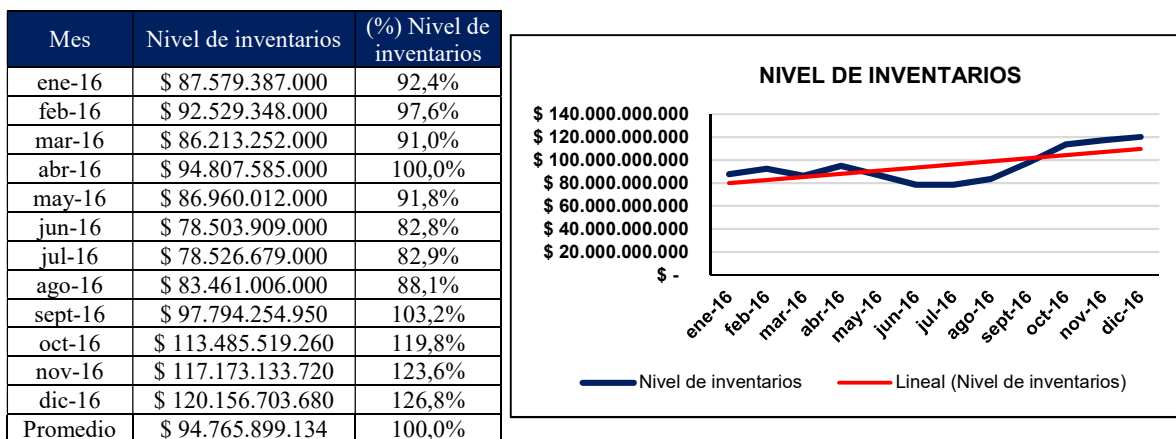 Mes Nivel de inventarios (%) Nivel de inventarios
ene-16 $ 87.579.387.000 92,4%
feb-16 $ 92.529.348.000 97,6%
mar-16 $ 86.213.252.000 91,0%
abr-16 $ 94.807.585.000 100,0%
may-16 $ 86.960.012.000 91,8%
jun-16 $ 78.503.909.000 82,8%
jul-16 $ 78.526.679.000 82,9%
ago-16 $ 83.461.006.000 88,1%
sept-16 $ 97.794.254.950 103,2%
oct-16 $ 113.485.519.260 119,8%
nov-16 $ 117.173.133.720 123,6%
dic-16 $ 120.156.703.680 126,8%
Promedio $ 94.765.899.134 100,0%
NIVEL DE INVENTARIOS
$ 140.000.000.000
$ 120.000.000.000
$ 100.000.000.000
$ 80.000.000.000
$ 60.000.000.000
$ 40.000.000.000
$ 20.000.000.000
$ -
ene-16 feb-16 mar-16 abr-16 may-16 jun-16 jul-16 ago-16 sept-16 oct-16 nov-16 dic-16
Nivel de inventarios Lineal (Nivel de inventarios)